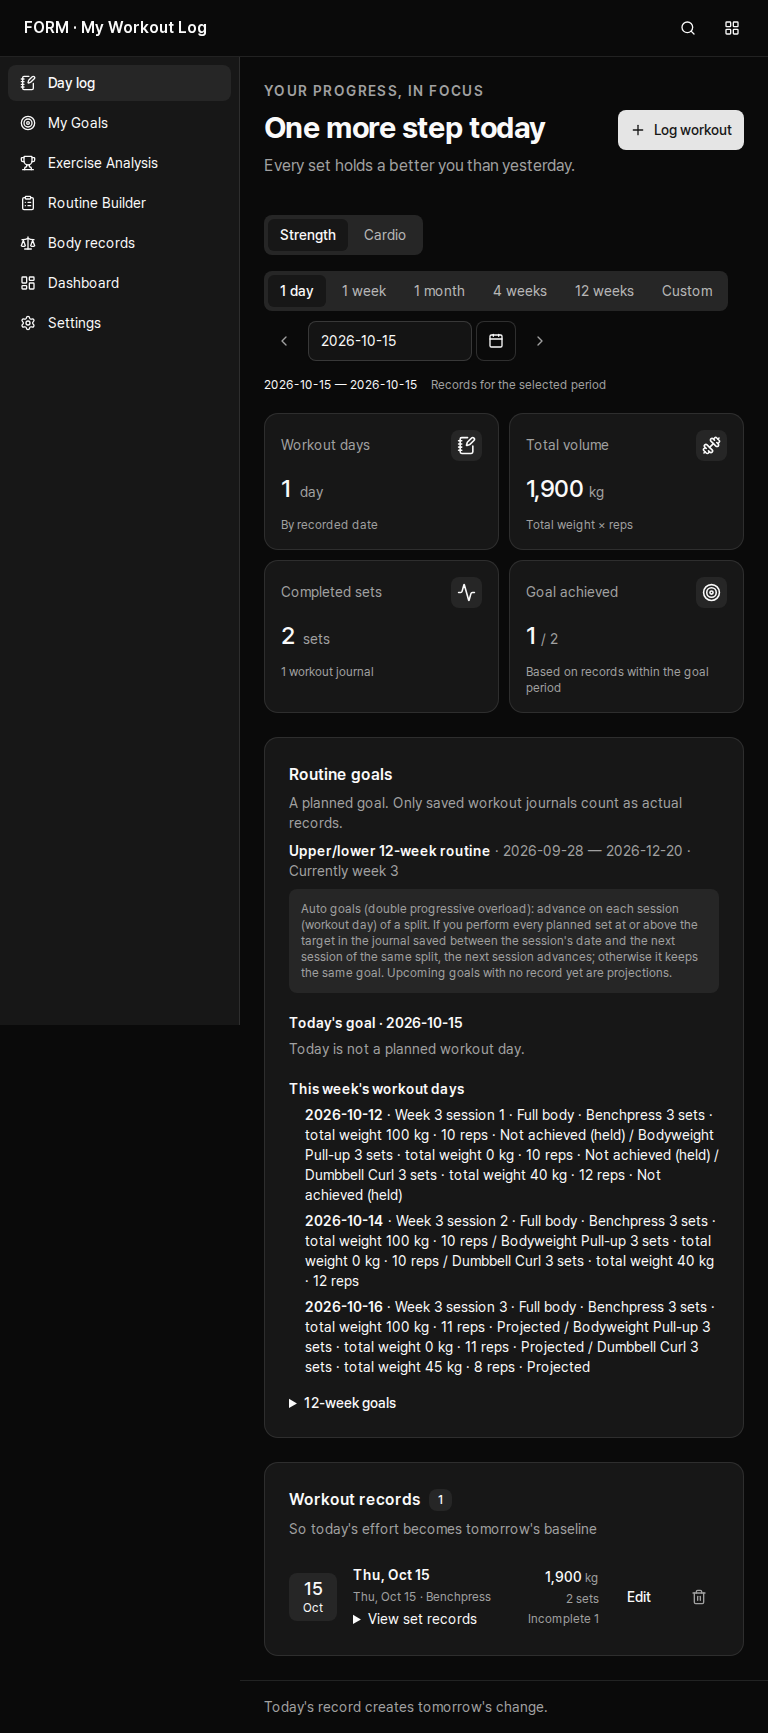 FORM · My Workout Log
Day log
My Goals
Exercise Analysis
Routine Builder
Body records
Dashboard
Settings
YOUR PROGRESS, IN FOCUS
One more step today
Log workout
Every set holds a better you than yesterday.
Strength
Cardio
1 day
1 week
1 month
4 weeks
12 weeks
Custom
2026-10-15
2026-10-15 — 2026-10-15
Records for the selected period
Workout days
1 day
By recorded date
Total volume
1,900 kg
Total weight × reps
Completed sets
2 sets
1 workout journal
Goal achieved
1 / 2
Based on records within the goal
period
Routine goals
A planned goal. Only saved workout journals count as actual
records.
Upper/lower 12-week routine · 2026-09-28 — 2026-12-20 ·
Currently week 3
Auto goals (double progressive overload): advance on each session
(workout day) of a split. If you perform every planned set at or above the
target in the journal saved between the session's date and the next
session of the same split, the next session advances; otherwise it keeps
the same goal. Upcoming goals with no record yet are projections.
Today's goal · 2026-10-15
Today is not a planned workout day.
This week's workout days
2026-10-12 · Week 3 session 1 · Full body · Benchpress 3 sets ·
total weight 100 kg · 10 reps · Not achieved (held) / Bodyweight
Pull-up 3 sets · total weight 0 kg · 10 reps · Not achieved (held) /
Dumbbell Curl 3 sets · total weight 40 kg · 12 reps · Not
achieved (held)
2026-10-14 · Week 3 session 2 · Full body · Benchpress 3 sets ·
total weight 100 kg · 10 reps / Bodyweight Pull-up 3 sets · total
weight 0 kg · 10 reps / Dumbbell Curl 3 sets · total weight 40 kg
· 12 reps
2026-10-16 · Week 3 session 3 · Full body · Benchpress 3 sets ·
total weight 100 kg · 11 reps · Projected / Bodyweight Pull-up 3
sets · total weight 0 kg · 11 reps · Projected / Dumbbell Curl 3
sets · total weight 45 kg · 8 reps · Projected
12-week goals
Workout records 1
So today's effort becomes tomorrow's baseline
15
Oct
Thu, Oct 15
Thu, Oct 15 · Benchpress
View set records
1,900 kg
2 sets
Incomplete 1
Edit
Today's record creates tomorrow's change.